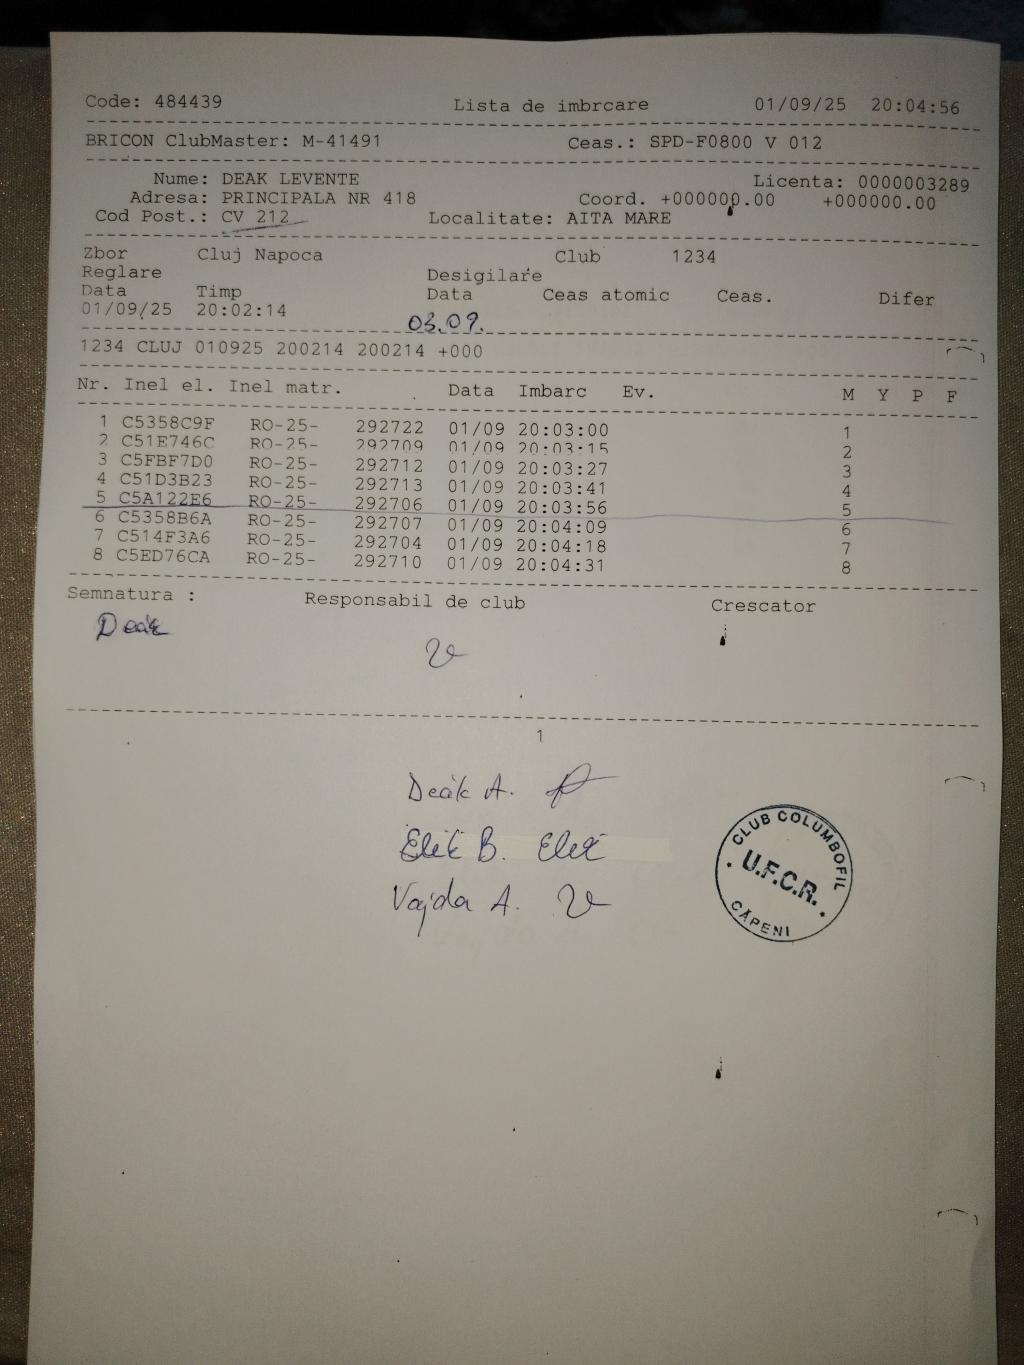 Code: 484439 Lista de imbrcare 01/09/25 20:04:56
BRICON ClubMaster: M-41491 Ceas.: SPD-F0800 V 012
Nume: DEAK LEVENTE Licenta: 0000003289
Adresa: PRINCIPALA NR 418 Coord. +000000.00 +000000.00
Cod Post.: CV 212 Localitate: AITA MARE
Zbor Cluj Napoca Club 1234
Reglare Desigilare
Data Timp Data Ceas atomic Ceas. Difer
01/09/25 20:02:14 03.09.
1234 CLUJ 010925 200214 200214 +000
Nr. Inel el. Inel matr. Data Imbarc Ev. M Y P F
1 C5358C9F RO-25- 292722 01/09 20:03:00 1
2 C51E746C RO-25- 292709 01/09 20:03:15 2
3 C5FBF7D0 RO-25- 292712 01/09 20:03:27 3
4 C51D3B23 RO-25- 292713 01/09 20:03:41 4
5 C5A122E6 RO-25- 292706 01/09 20:03:56 5
6 C5358B6A RO-25- 292707 01/09 20:04:09 6
7 C514F3A6 RO-25- 292704 01/09 20:04:18 7
8 C5ED76CA RO-25- 292710 01/09 20:04:31 8
Semnatura : Responsabil de club Crescator
Deák
1
Deák A.
Elek B. Elek
Vajda A.
CLUB COLUMBOFIL
U.F.C.R.
CĂPENI